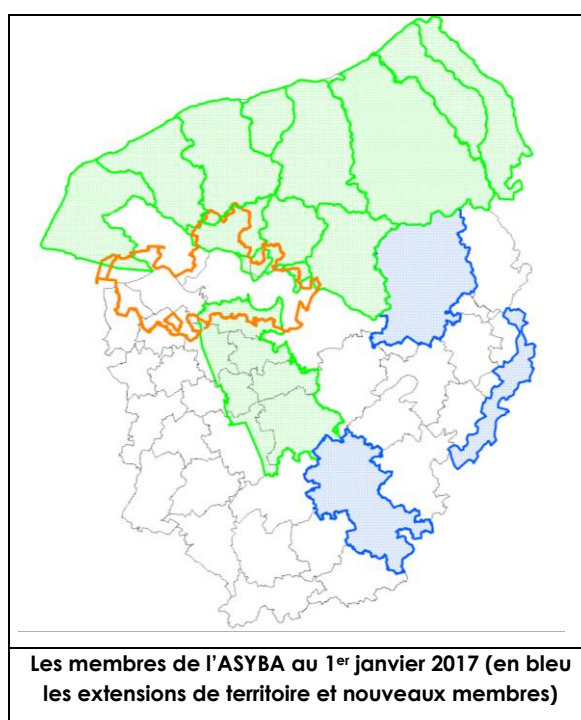 Les membres de l’ASYBA au 1er janvier 2017 (en bleu
les extensions de territoire et nouveaux membres)